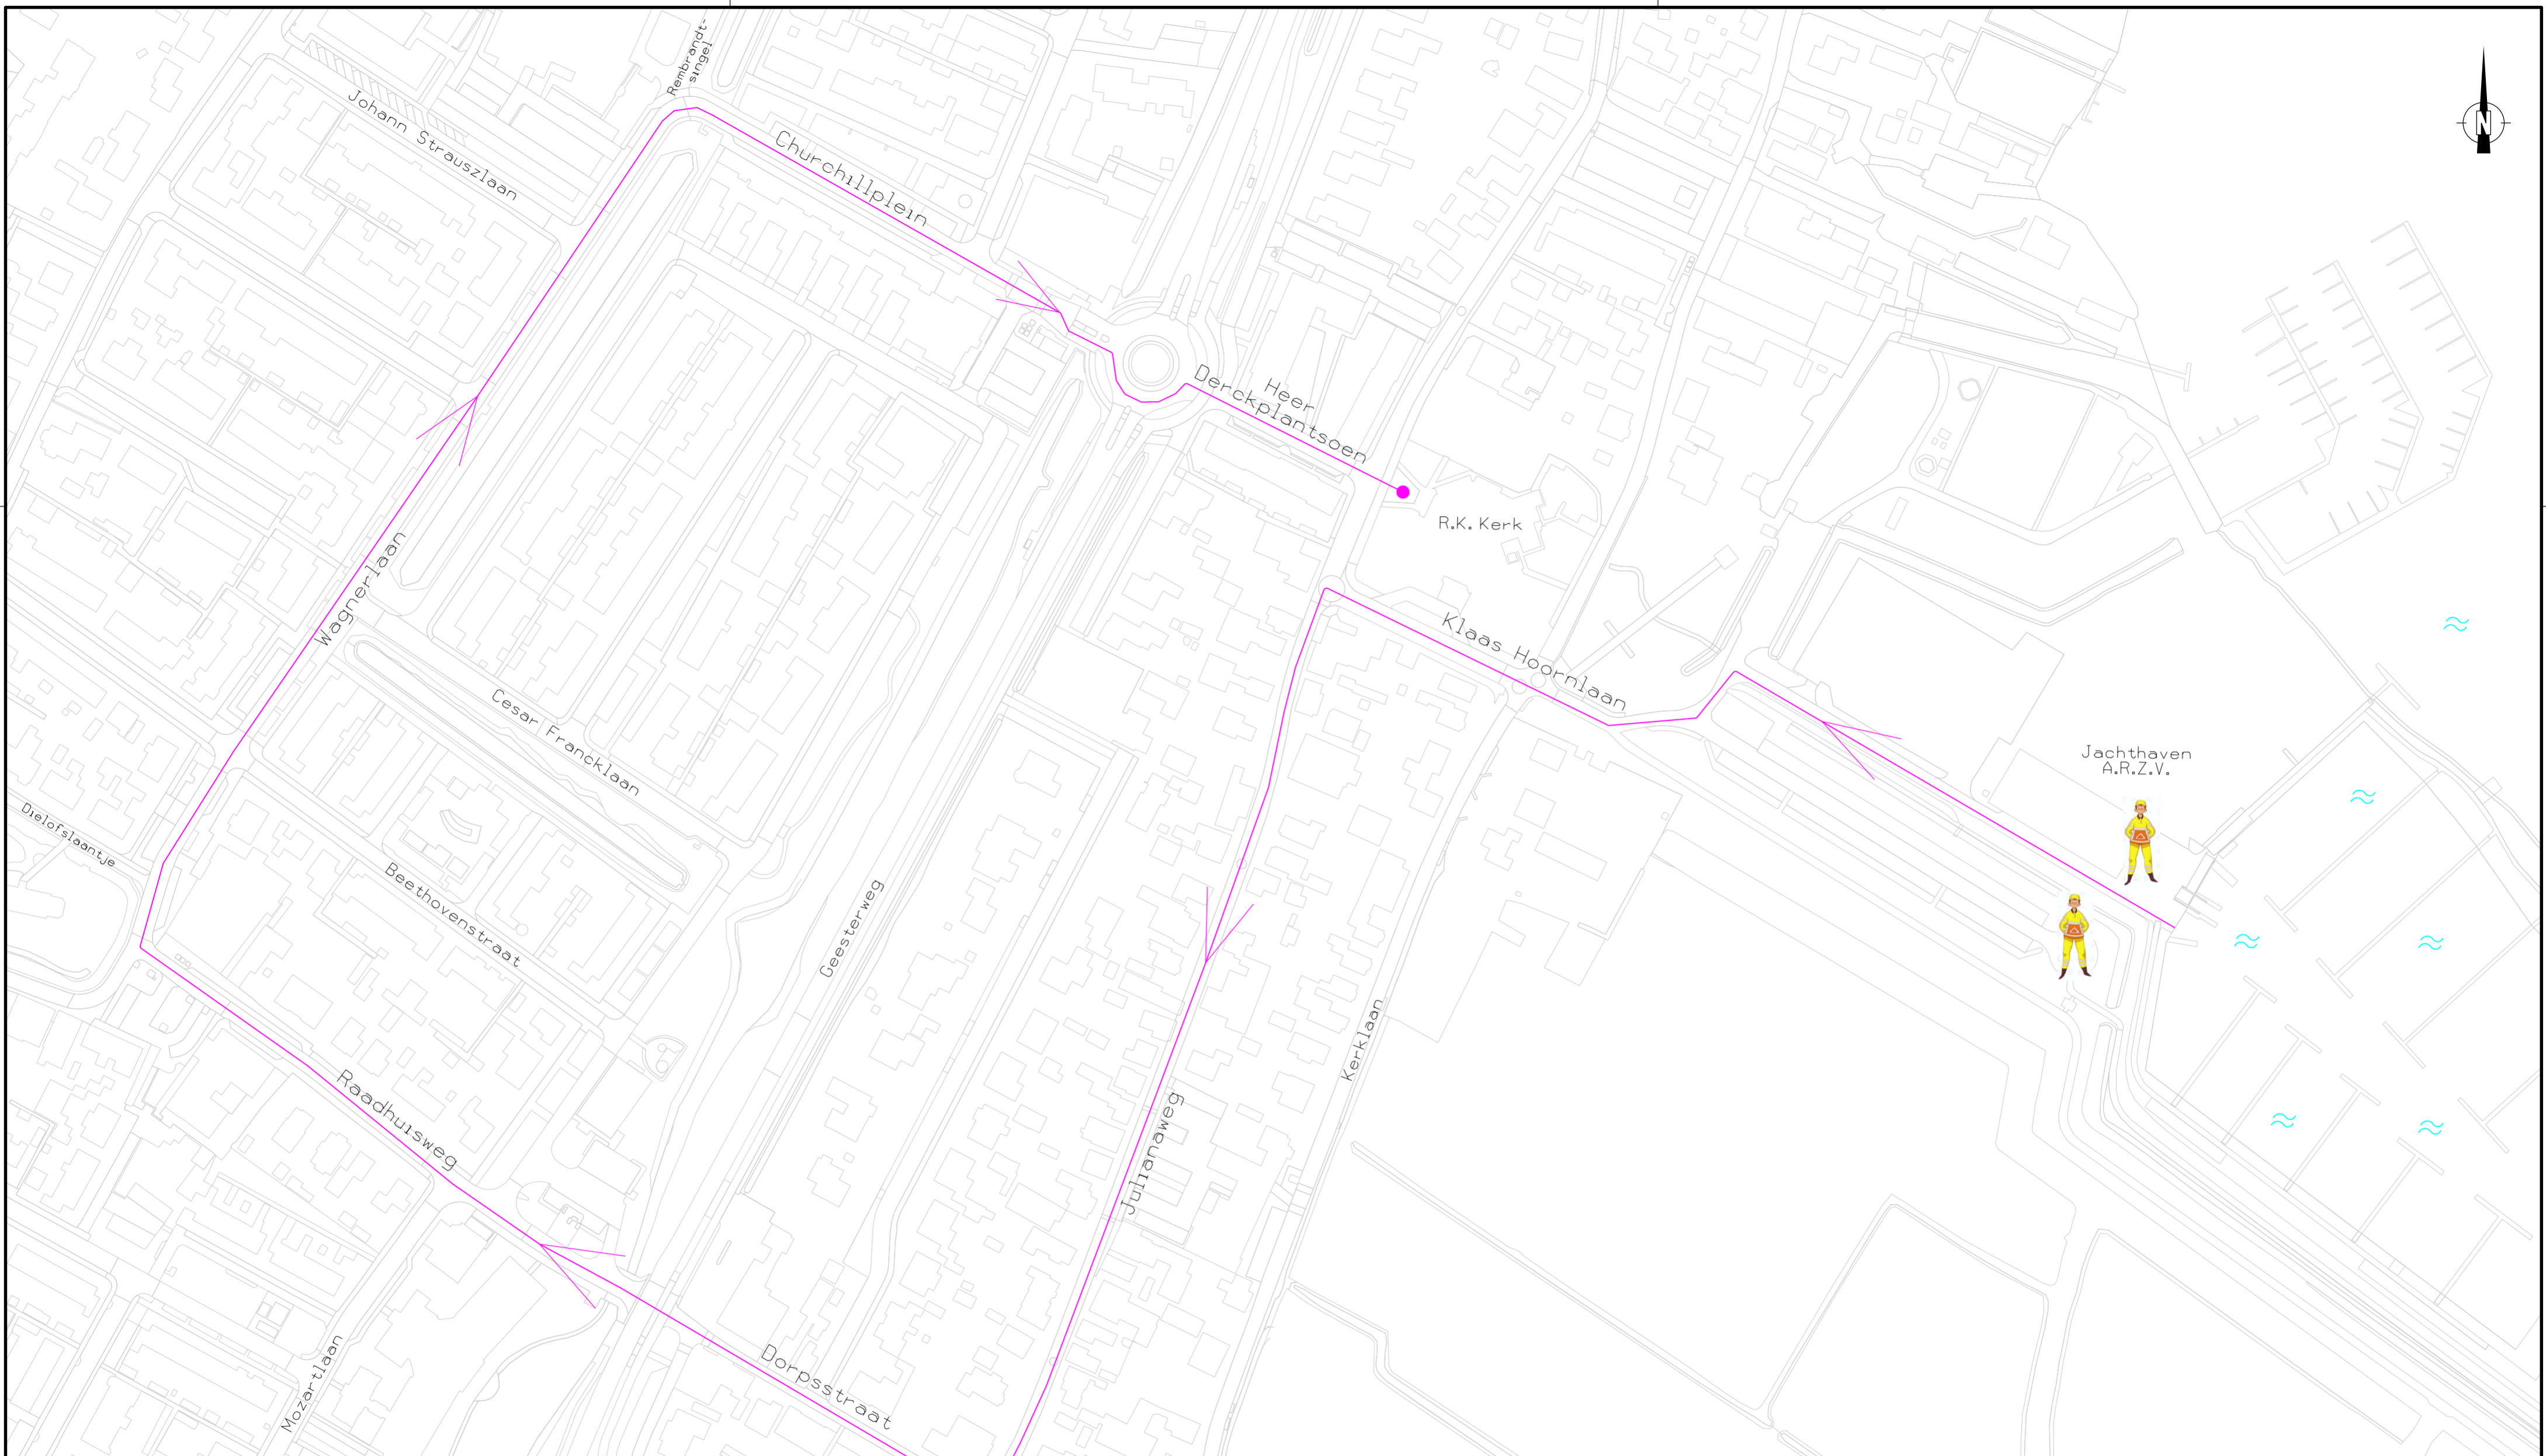 Rembrandt-
singel
N
Johann Strauszlaan
Churchillplein
Heer
Derckplantsoen
R.K. Kerk
Wagnerlaan
Klaas Hoornlaan
Cesar Francklaan
Jachthaven
A.R.Z.V.
Dielofslaantje
Beethovenstraat
Geesterweg
Kerklaan
Raadhuisweg
Julianaweg
Mozartlaan
Dorpsstraat